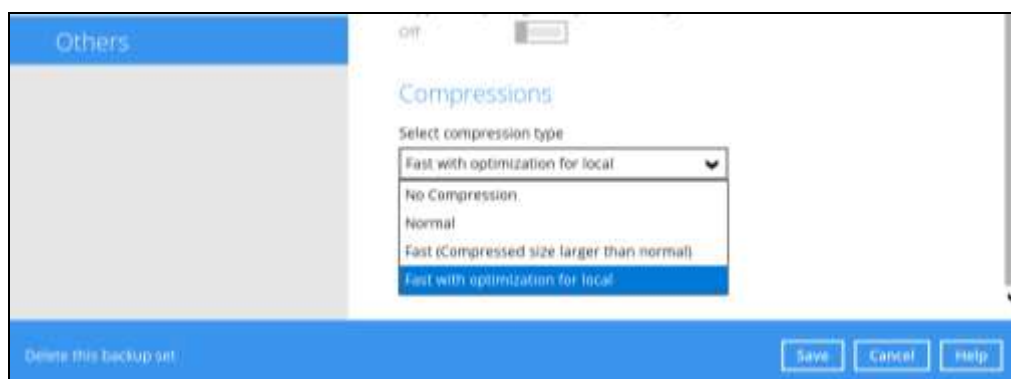 Others
Off
Compressions
Select compression type
Fast with optimization for local
No Compression
Normal
Fast (Compressed size larger than normal)
Fast with optimization for local
Delete this backup set
Save
Cancel
Help